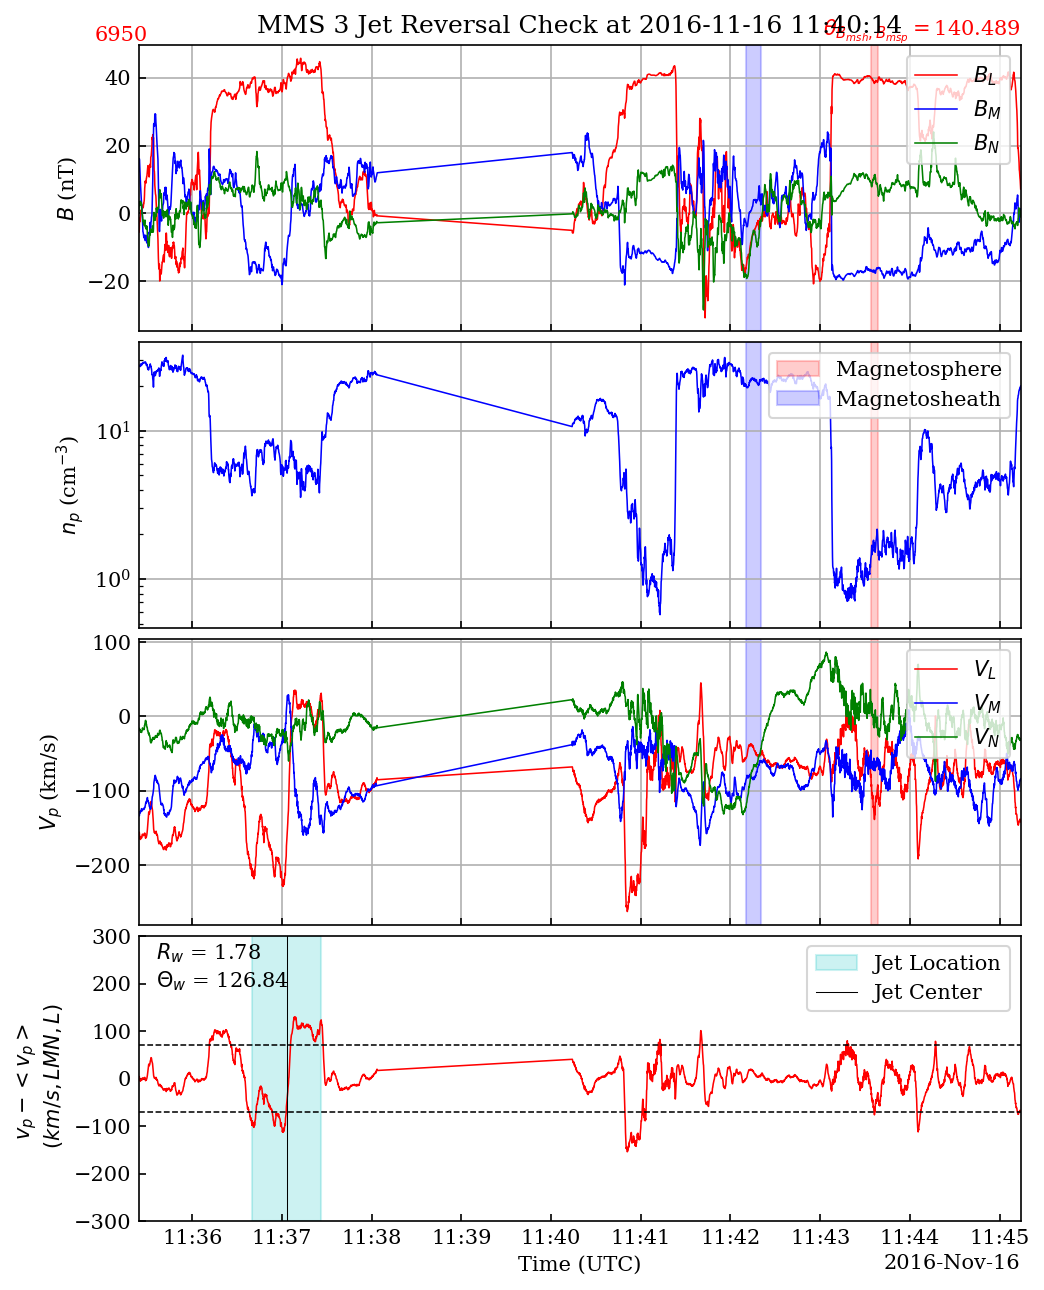 MMS 3 Jet Reversal Check at 2016-11-16 11:40:14
6950
θ_{B_{msh}, B_{msp}} = 140.489
40
20
0
−20
B (nT)
B_L
B_M
B_N
10^1
10^0
n_p (cm^{−3})
Magnetosphere
Magnetosheath
100
0
−100
−200
V_p (km/s)
V_L
V_M
V_N
300
200
100
0
−100
−200
−300
v_p − < v_p >
(km/s, LMN, L)
R_w = 1.78
Θ_w = 126.84
Jet Location
Jet Center
11:36 11:37 11:38 11:39 11:40 11:41 11:42 11:43 11:44 11:45
Time (UTC)
2016-Nov-16